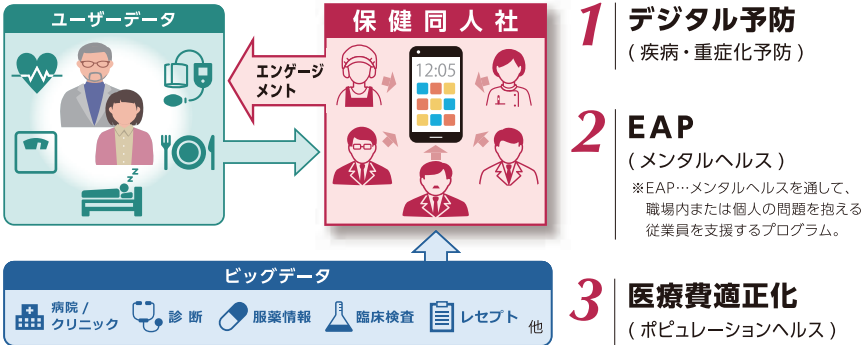 ユーザーデータ
保健同人社
エンゲージ
メント
12:05
z
z
z
ビッグデータ
病院 /
クリニック
診 断
服薬情報
臨床検査
レセプト
他
1
デジタル予防
( 疾病・重症化予防 )
2
EAP
( メンタルヘルス )
※EAP…メンタルヘルスを通して、
職場内または個人の問題を抱える
従業員を支援するプログラム。
3
医療費適正化
( ポピュレーションヘルス )